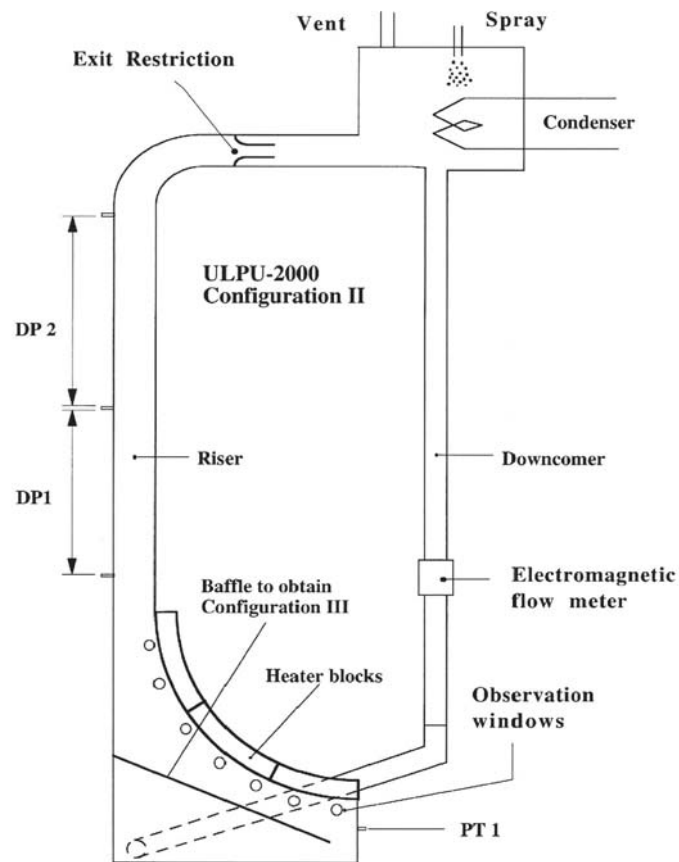 Vent
Spray
Exit Restriction
Condenser
ULPU-2000
Configuration II
DP 2
Riser
Downcomer
DP1
Baffle to obtain
Configuration III
Electromagnetic
flow meter
Heater blocks
Observation
windows
PT 1